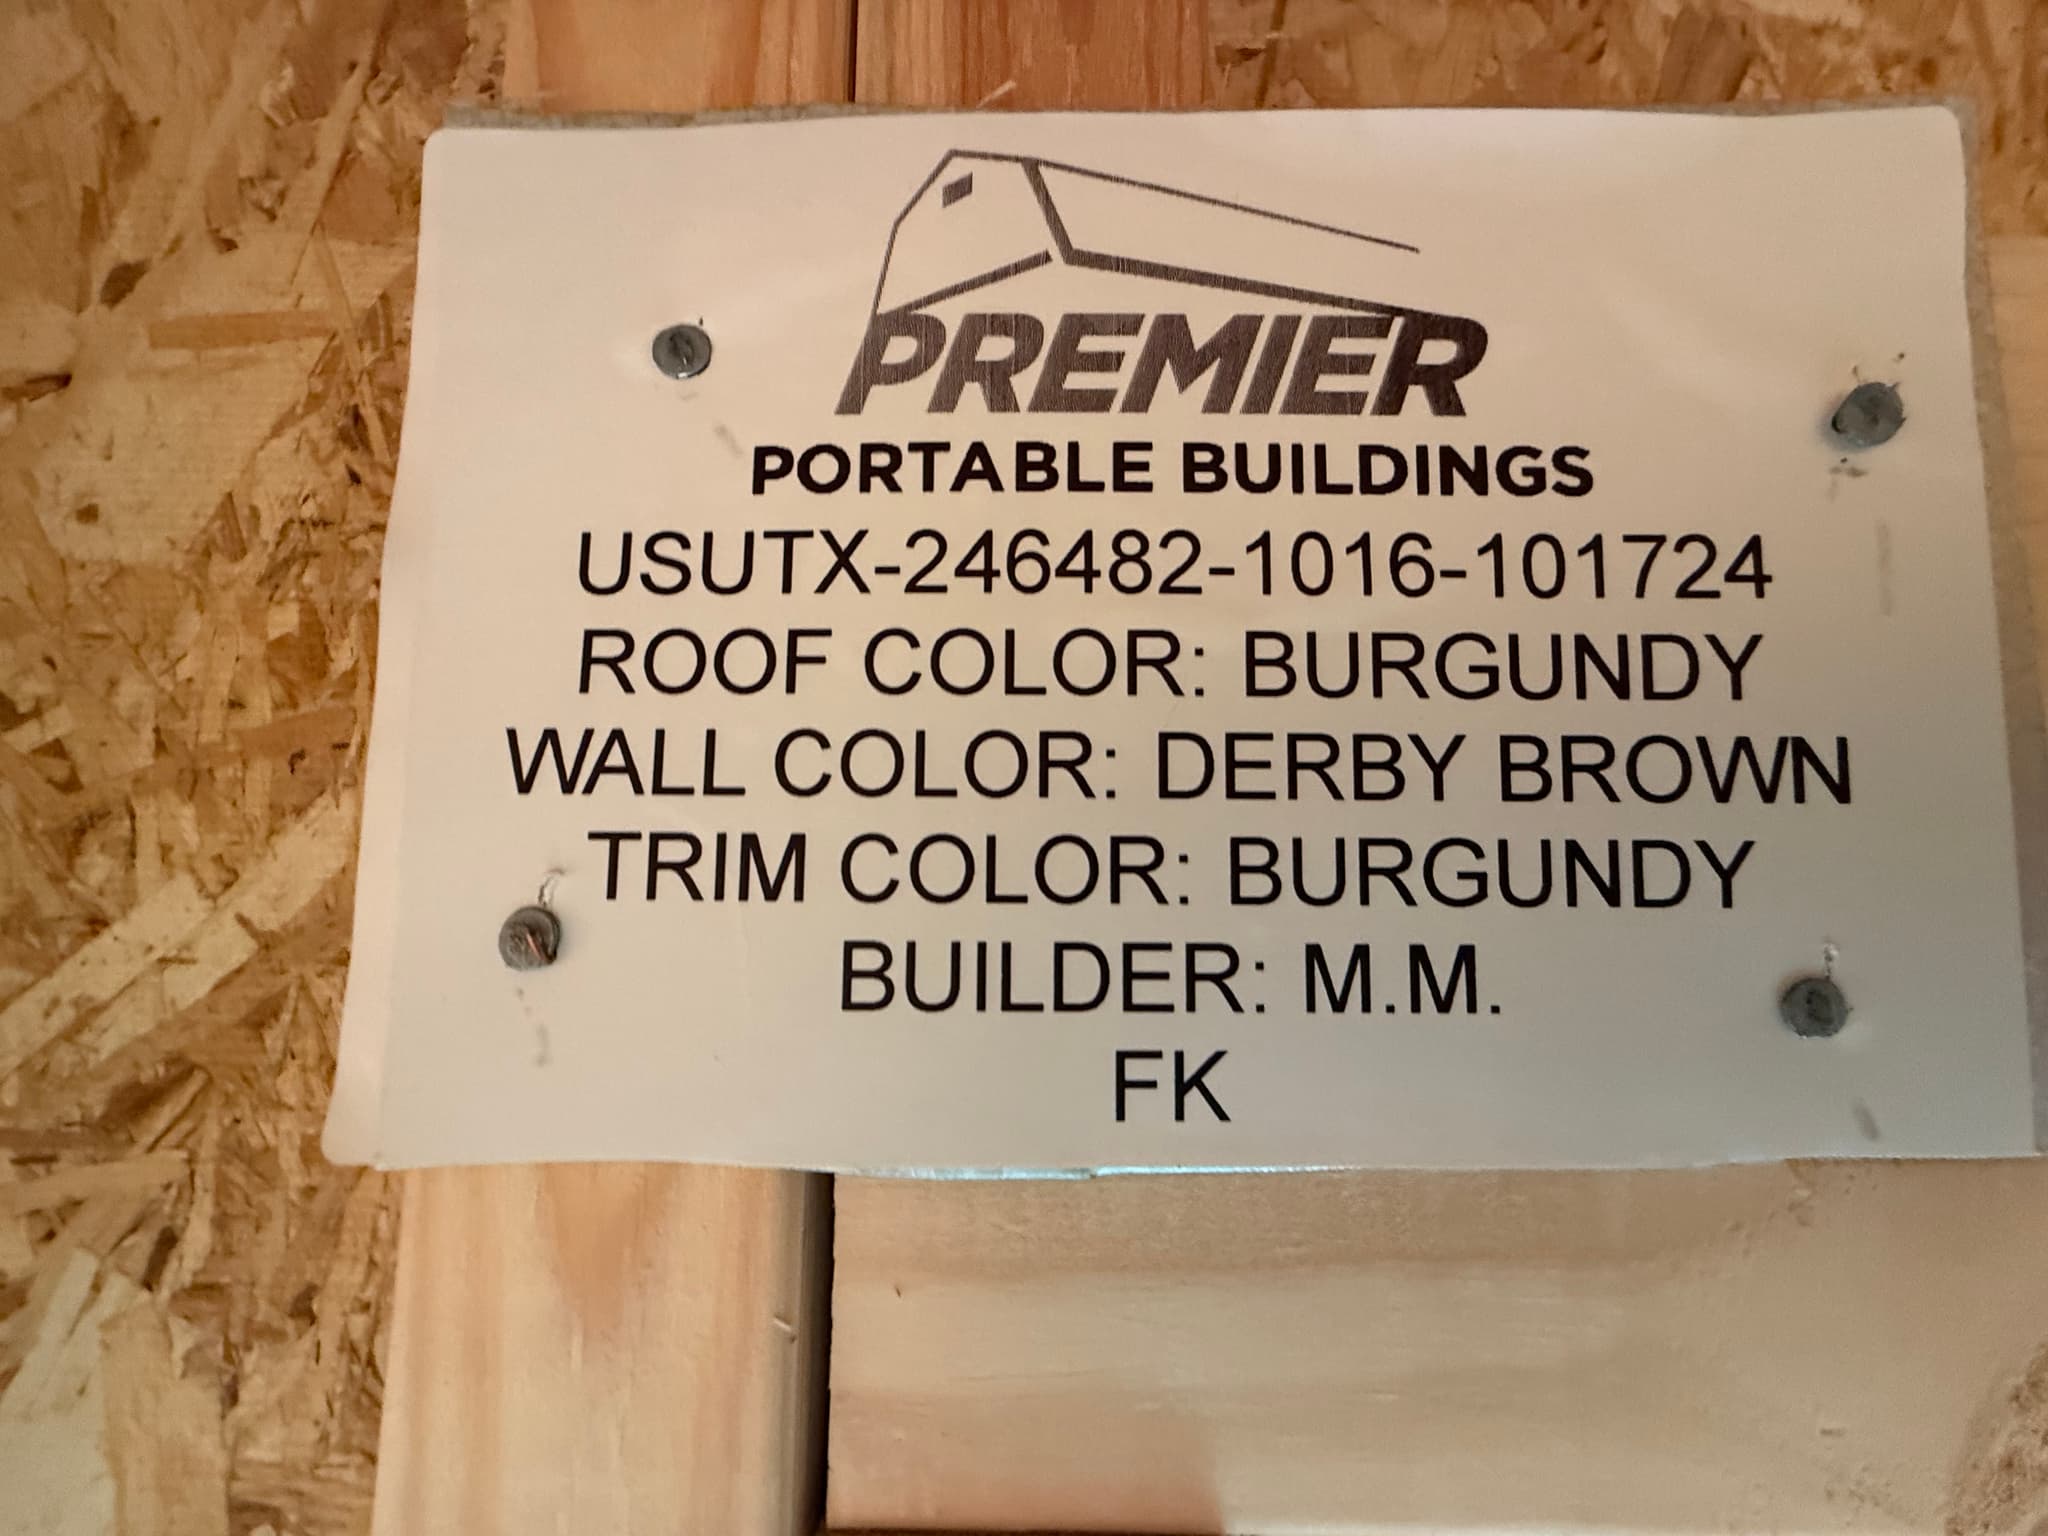 PREMIER
PORTABLE BUILDINGS
USUTX-246482-1016-101724
ROOF COLOR: BURGUNDY
WALL COLOR: DERBY BROWN
TRIM COLOR: BURGUNDY
BUILDER: M.M.
FK